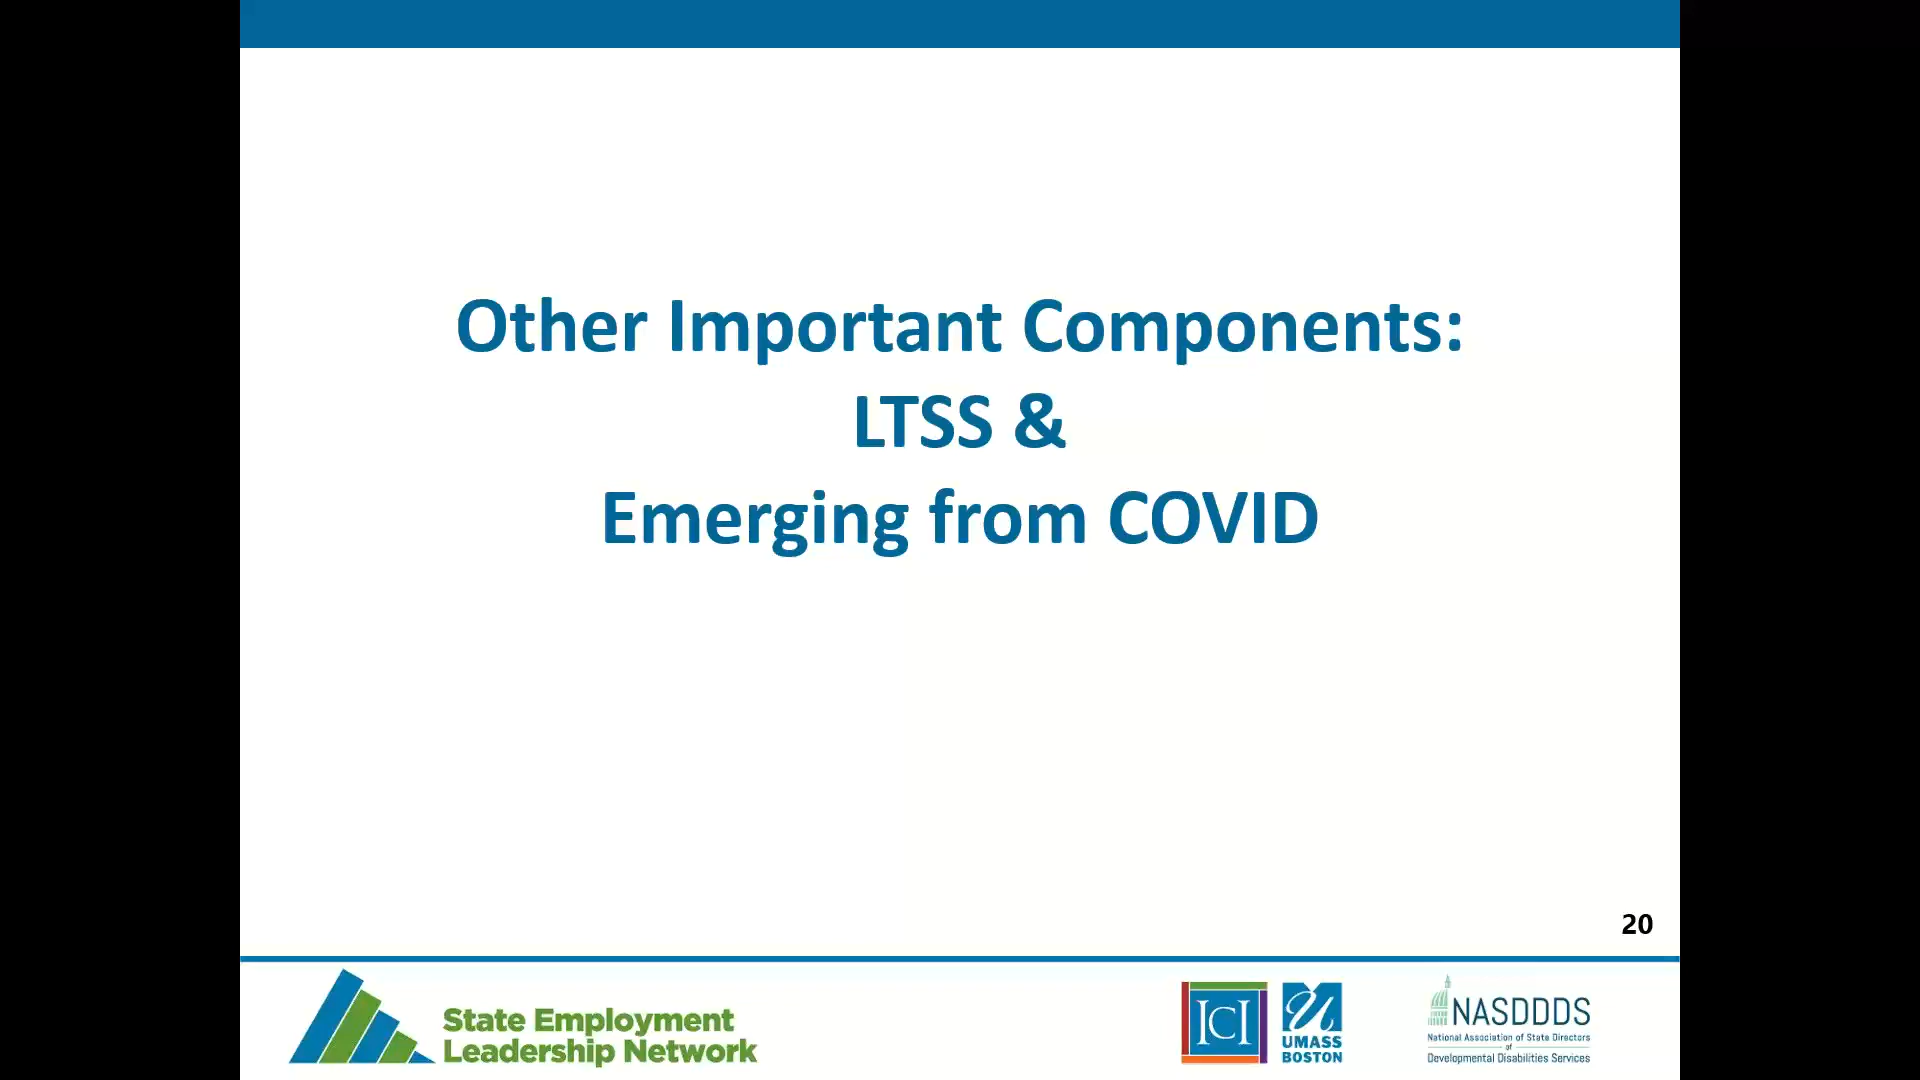 Other Important Components:
LTSS &
Emerging from COVID
20
State Employment
Leadership Network
ICI
UMASS
BOSTON
NASDDDS
National Association of State Directors
of
Developmental Disabilities Services